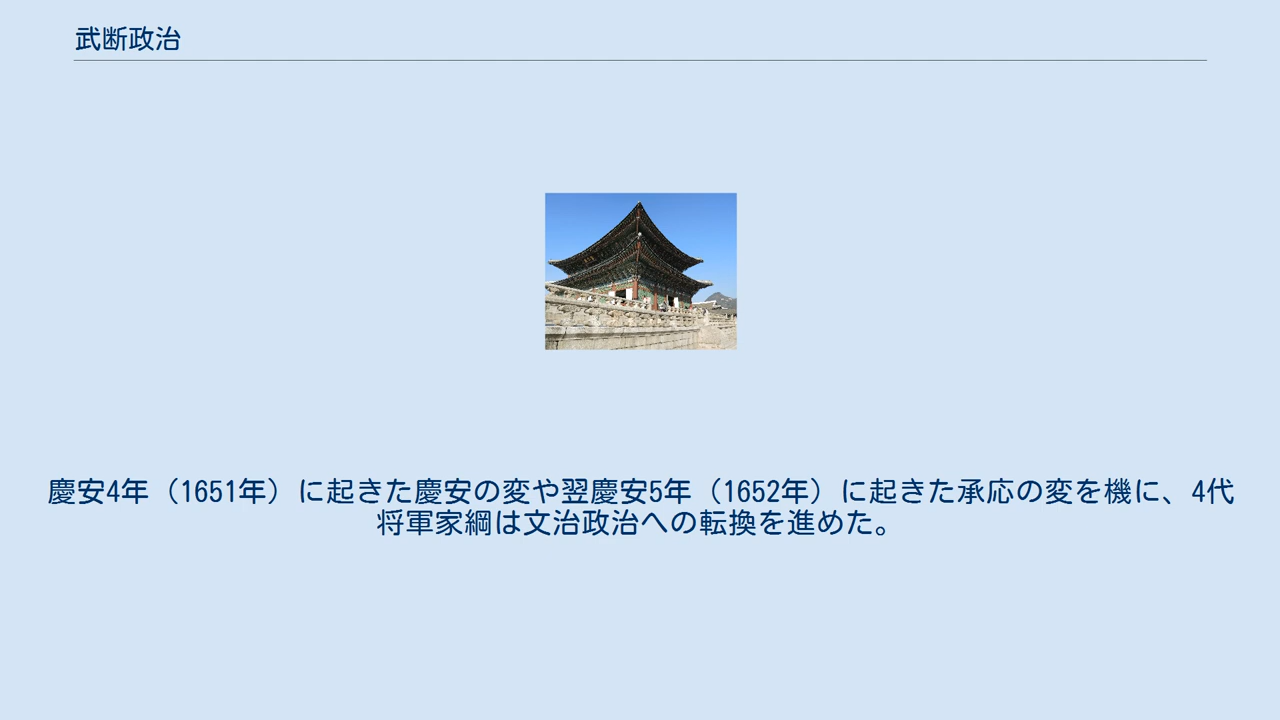 武断政治
慶安4年（1651年）に起きた慶安の変や翌慶安5年（1652年）に起きた承応の変を機に、4代
将軍家綱は文治政治への転換を進めた。